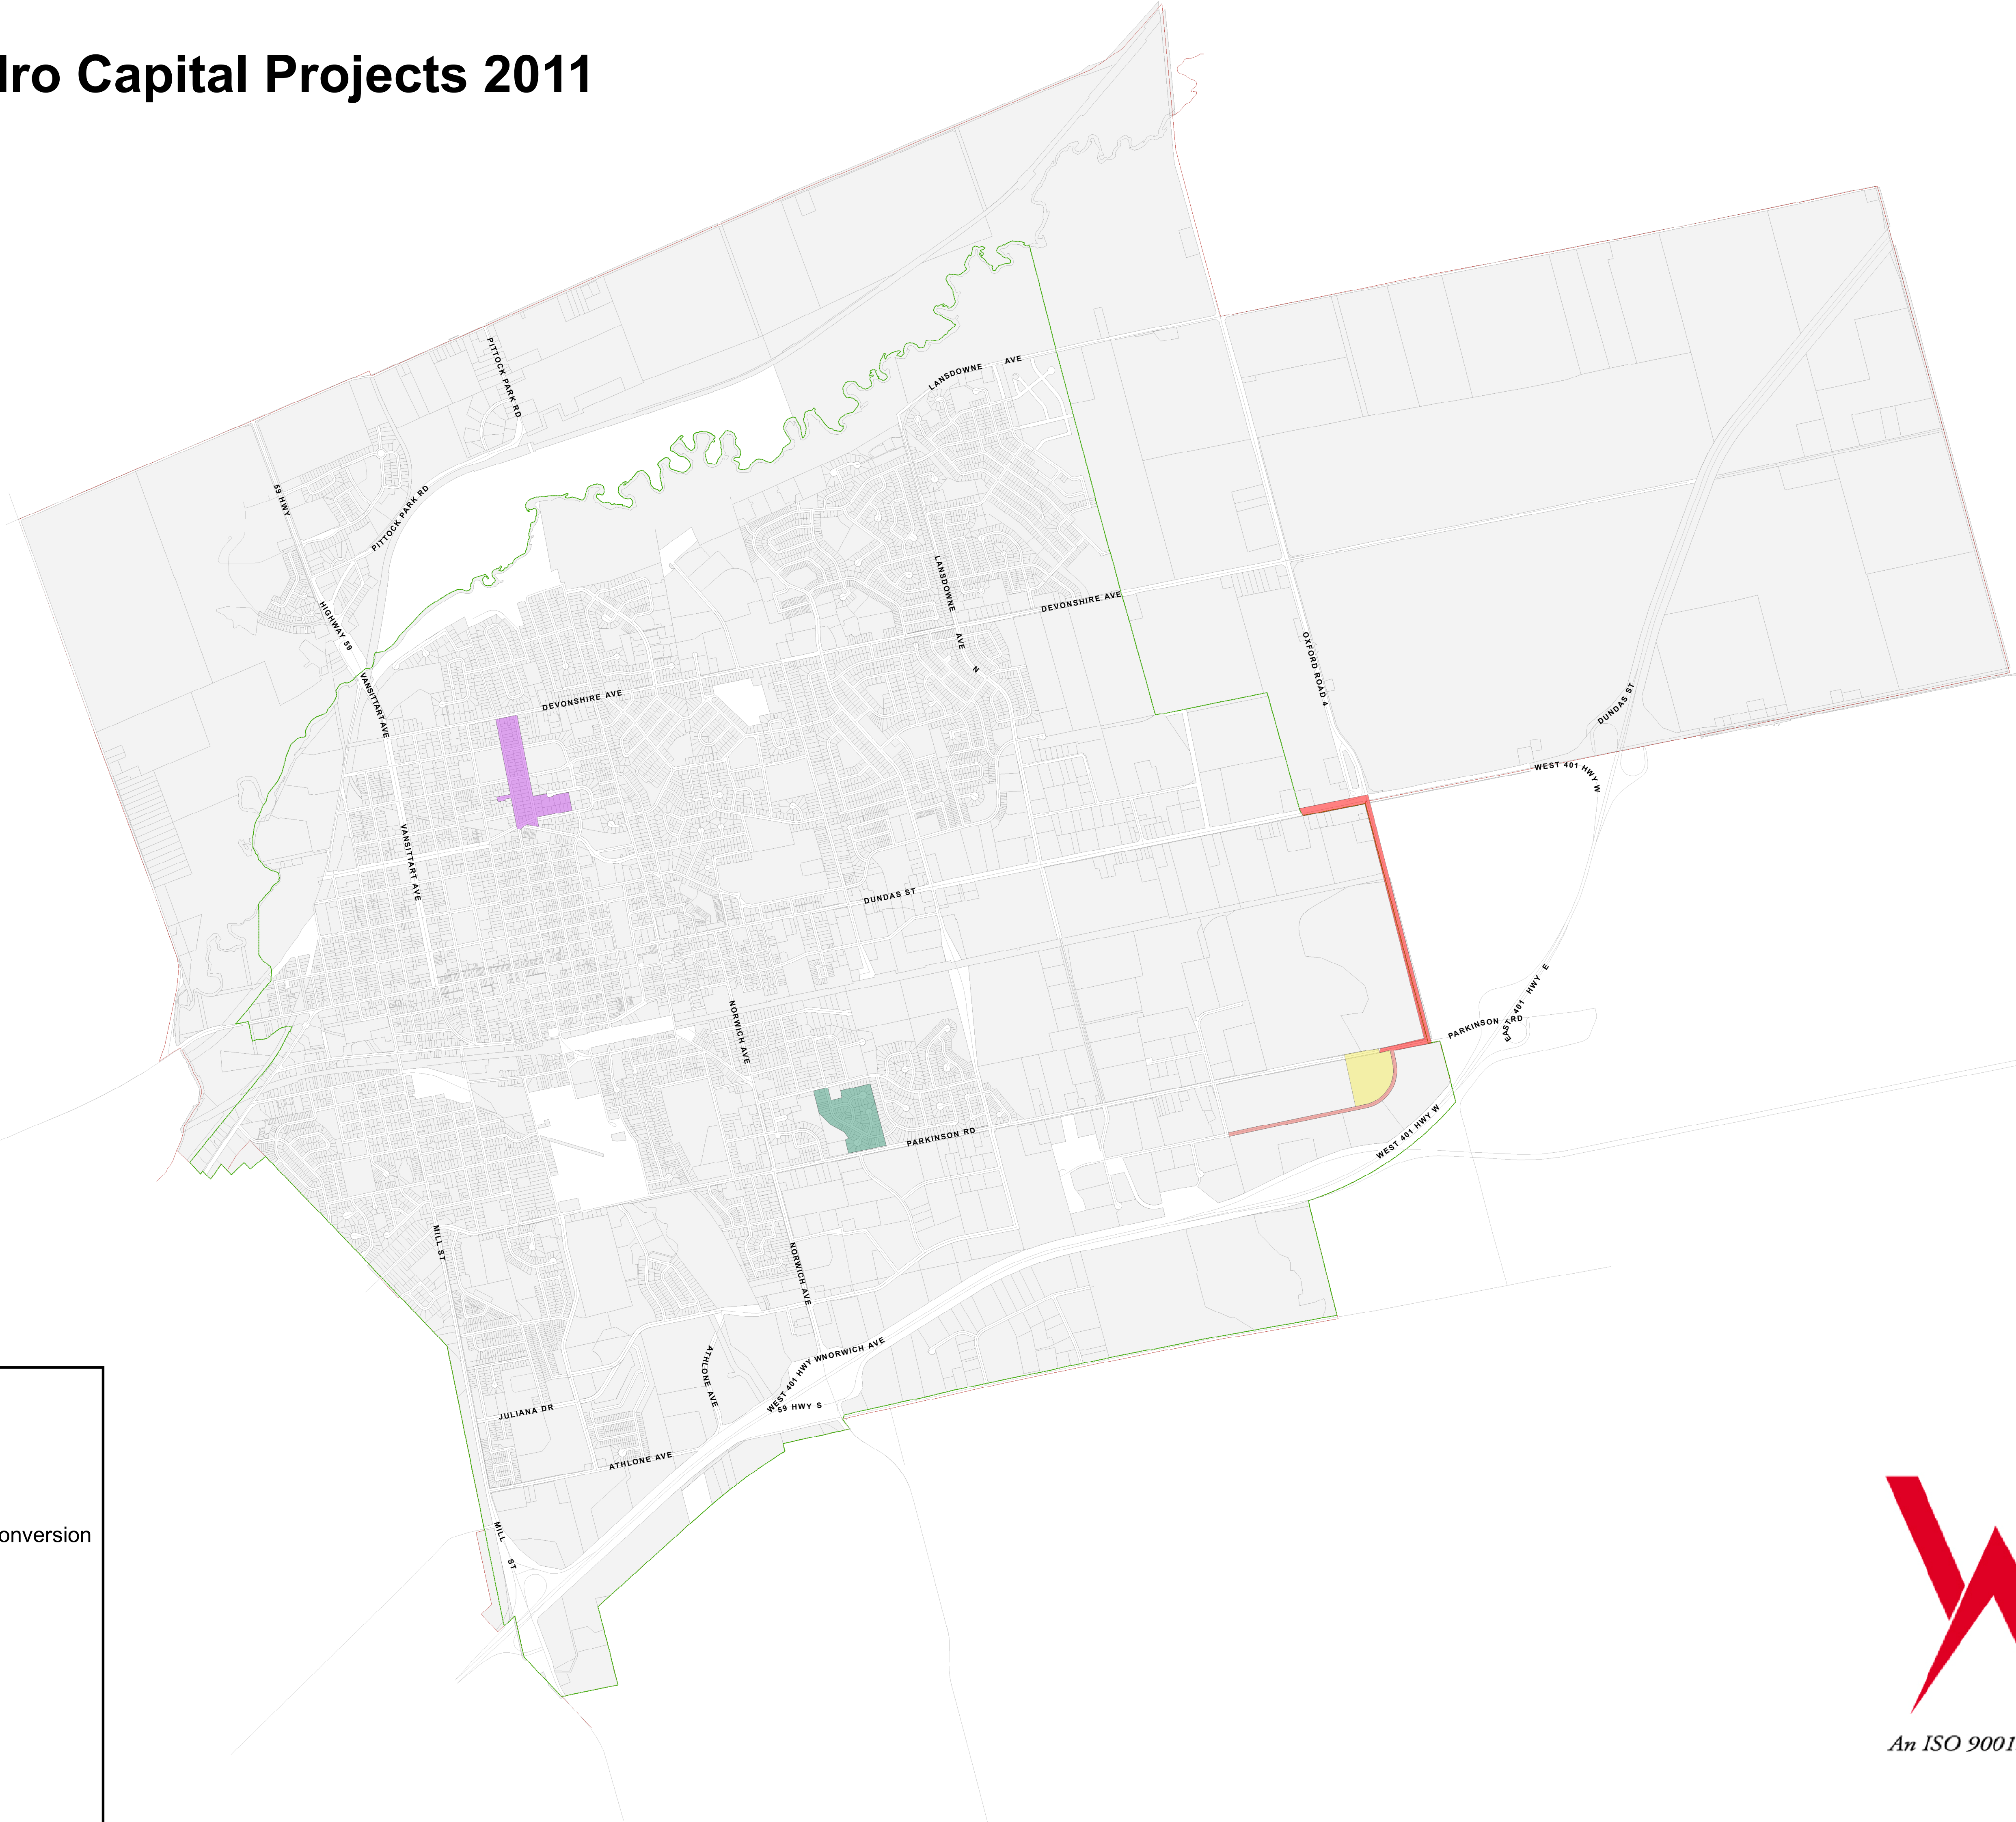 dro Capital Projects 2011
PITTOCK PARK RD
LANSDOWNE AVE
59 HWY
PITTOCK PARK RD
LANSDOWNE AVE N
DEVONSHIRE AVE
HIGHWAY 59
OXFORD ROAD 4
VANSITTART AVE
DEVONSHIRE AVE
DUNDAS ST
WEST 401 HWY W
VANSITTART AVE
DUNDAS ST
EAST 401 HWY E
NORWICH AVE
PARKINSON RD
PARKINSON RD
WEST 401 HWY W
MILL ST
NORWICH AVE
ATHLONE AVE
WEST 401 HWY W
NORWICH AVE
JULIANA DR
59 HWY S
ATHLONE AVE
MILL ST
onversion
An ISO 9001